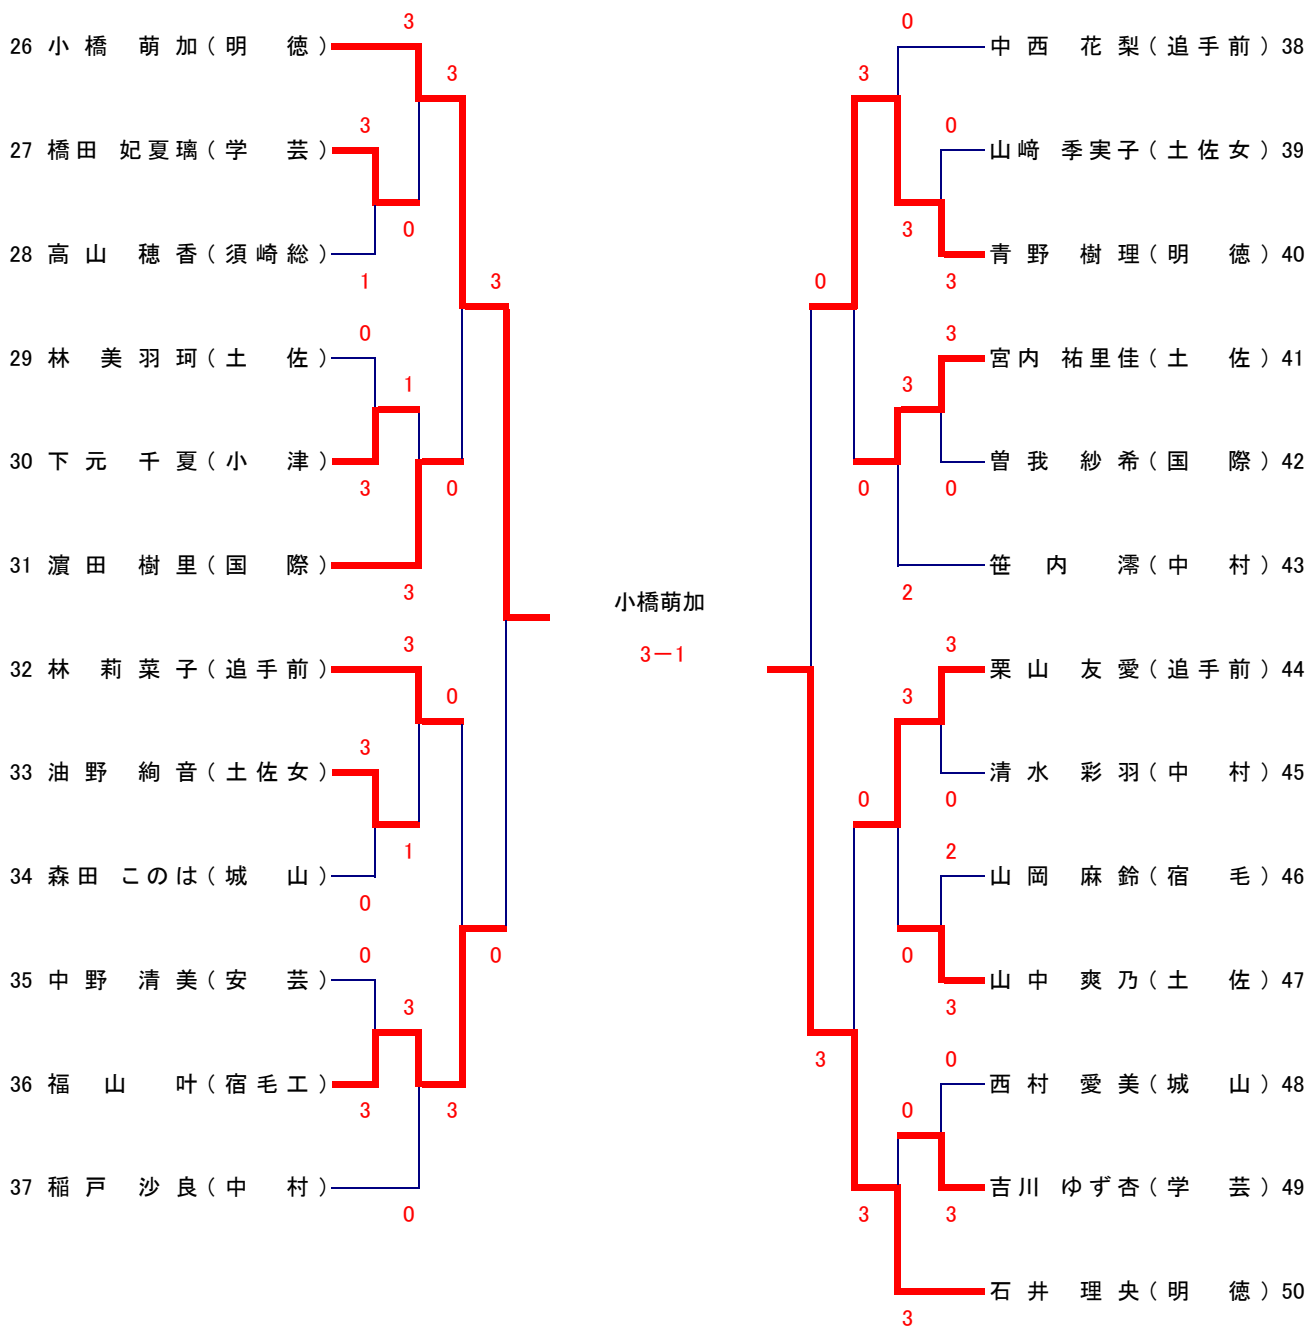 3
26 小橋 萌加(明徳)
3
3
27 橋田 妃夏璃(学 芸)
0
28 高山 穂香(須崎総)
1
3
0
29 林 美羽珂(土 佐)
1
30 下元 千夏(小 津)
3
0
31 濵田 樹里(国 際)
3
3
32 林 莉菜子(追手前)
0
3
33 油野 絢音(土佐女)
1
34 森田 このは(城 山)
0
0
35 中野 清美(安 芸)
0
3
36 福山 叶(宿毛工)
3
3
37 稲戸 沙良(中 村)
0
小橋萌加
3－1
0
中西 花梨(追手前) 38
3
0
山﨑 季実子(土佐女) 39
3
青野 樹理(明 徳) 40
0
3
3
宮内 祐里佳(土 佐) 41
3
曽我 紗希(国 際) 42
0
0
笹内 澪(中 村) 43
2
3
栗山 友愛(追手前) 44
3
清水 彩羽(中 村) 45
0
0
2
山岡 麻鈴(宿 毛) 46
0
山中 爽乃(土 佐) 47
3
3
0
西村 愛美(城 山) 48
0
吉川 ゆず杏(学 芸) 49
3
3
石井 理央(明 徳) 50
3